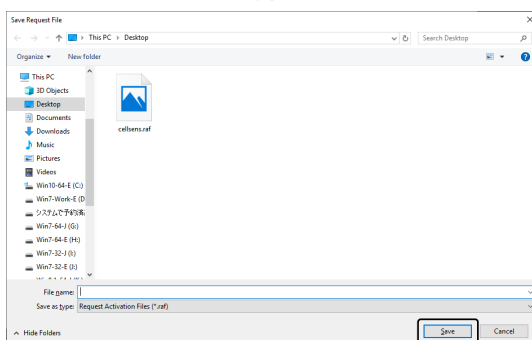 Save Request File
This PC > Desktop
Search Desktop
Organize
New folder
This PC
3D Objects
Desktop
Documents
Downloads
Music
Pictures
Videos
Win10-64-E (C:)
Win7-Work-E (D
システムで予約済
Win7-64-J (G:)
Win7-64-E (H:)
Win7-32-J (I:)
Win7-32-E (J:)
cellsens.raf
File name:
Save as type: Request Activation Files (*.raf)
Hide Folders
Save
Cancel